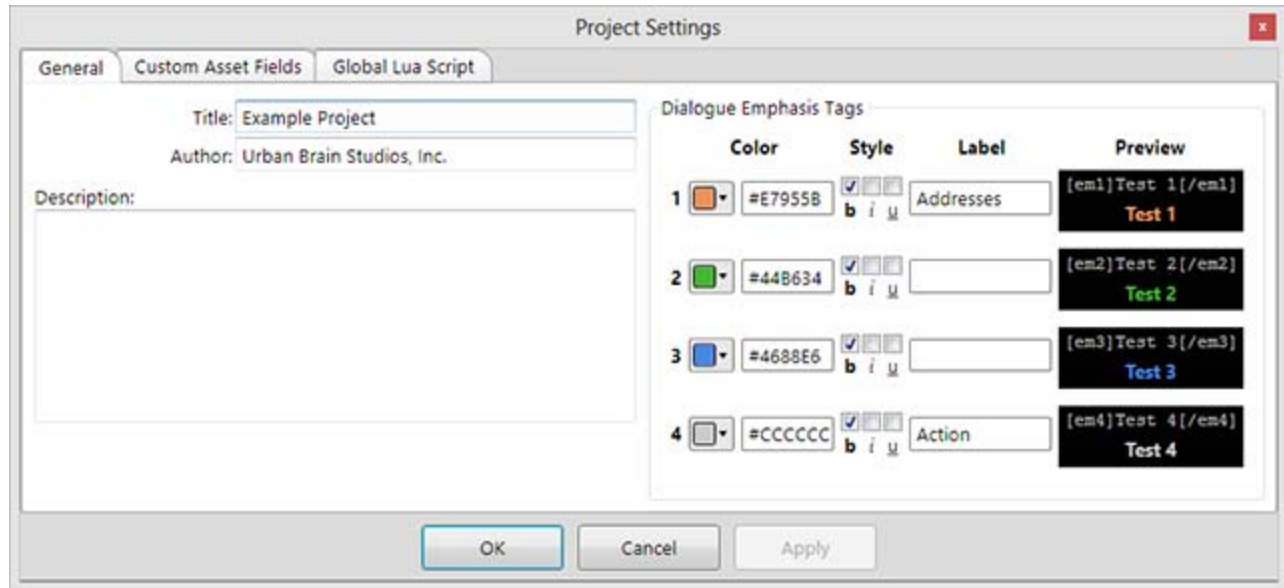 Project Settings
x
General Custom Asset Fields Global Lua Script
Title: Example Project
Author: Urban Brain Studios, Inc.
Description:
Dialogue Emphasis Tags
Color Style Label Preview
1 #E7955B b i u Addresses [em1]Test 1[/em1]
Test 1
2 #44B634 b i u [em2]Test 2[/em2]
Test 2
3 #4688E6 b i u [em3]Test 3[/em3]
Test 3
4 #CCCCCC b i u Action [em4]Test 4[/em4]
Test 4
OK Cancel Apply